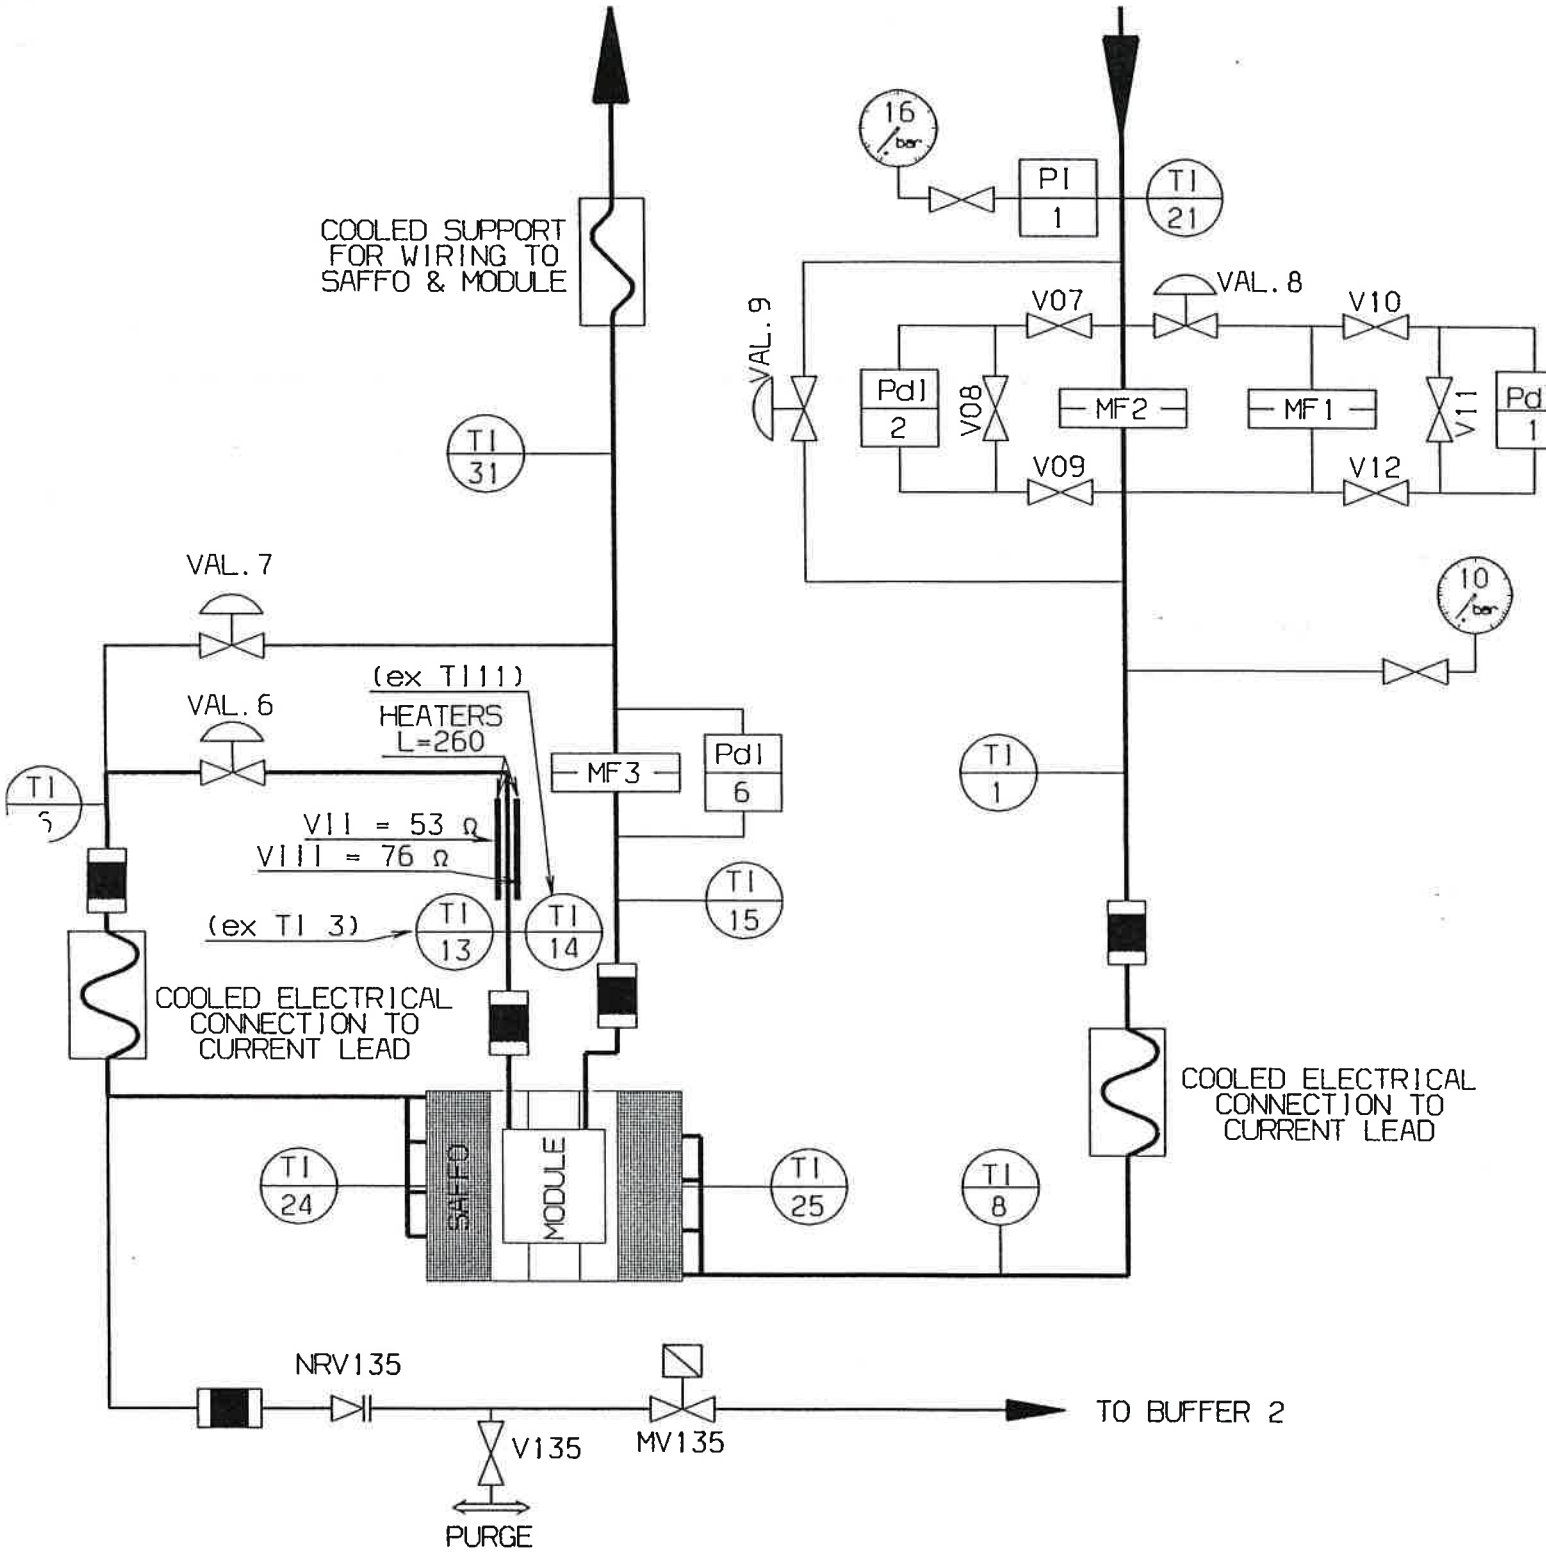 16
bar
PI
1
TI
21
COOLED SUPPORT
FOR WIRING TO
SAFFO & MODULE
VAL.9
V07
VAL.8
V10
PdI
2
V08
MF2
MF1
V11
Pd
1
V09
V12
TI
31
10
bar
VAL.7
(ex TI11)
VAL.6
HEATERS
L=260
MF3
PdI
6
TI
1
TI
VII = 53 Ω
VIII = 76 Ω
(ex TI 3)
TI
13
TI
14
TI
15
COOLED ELECTRICAL
CONNECTION TO
CURRENT LEAD
COOLED ELECTRICAL
CONNECTION TO
CURRENT LEAD
TI
24
SAFFO
MODULE
TI
25
TI
8
NRV135
V135
MV135
TO BUFFER 2
PURGE